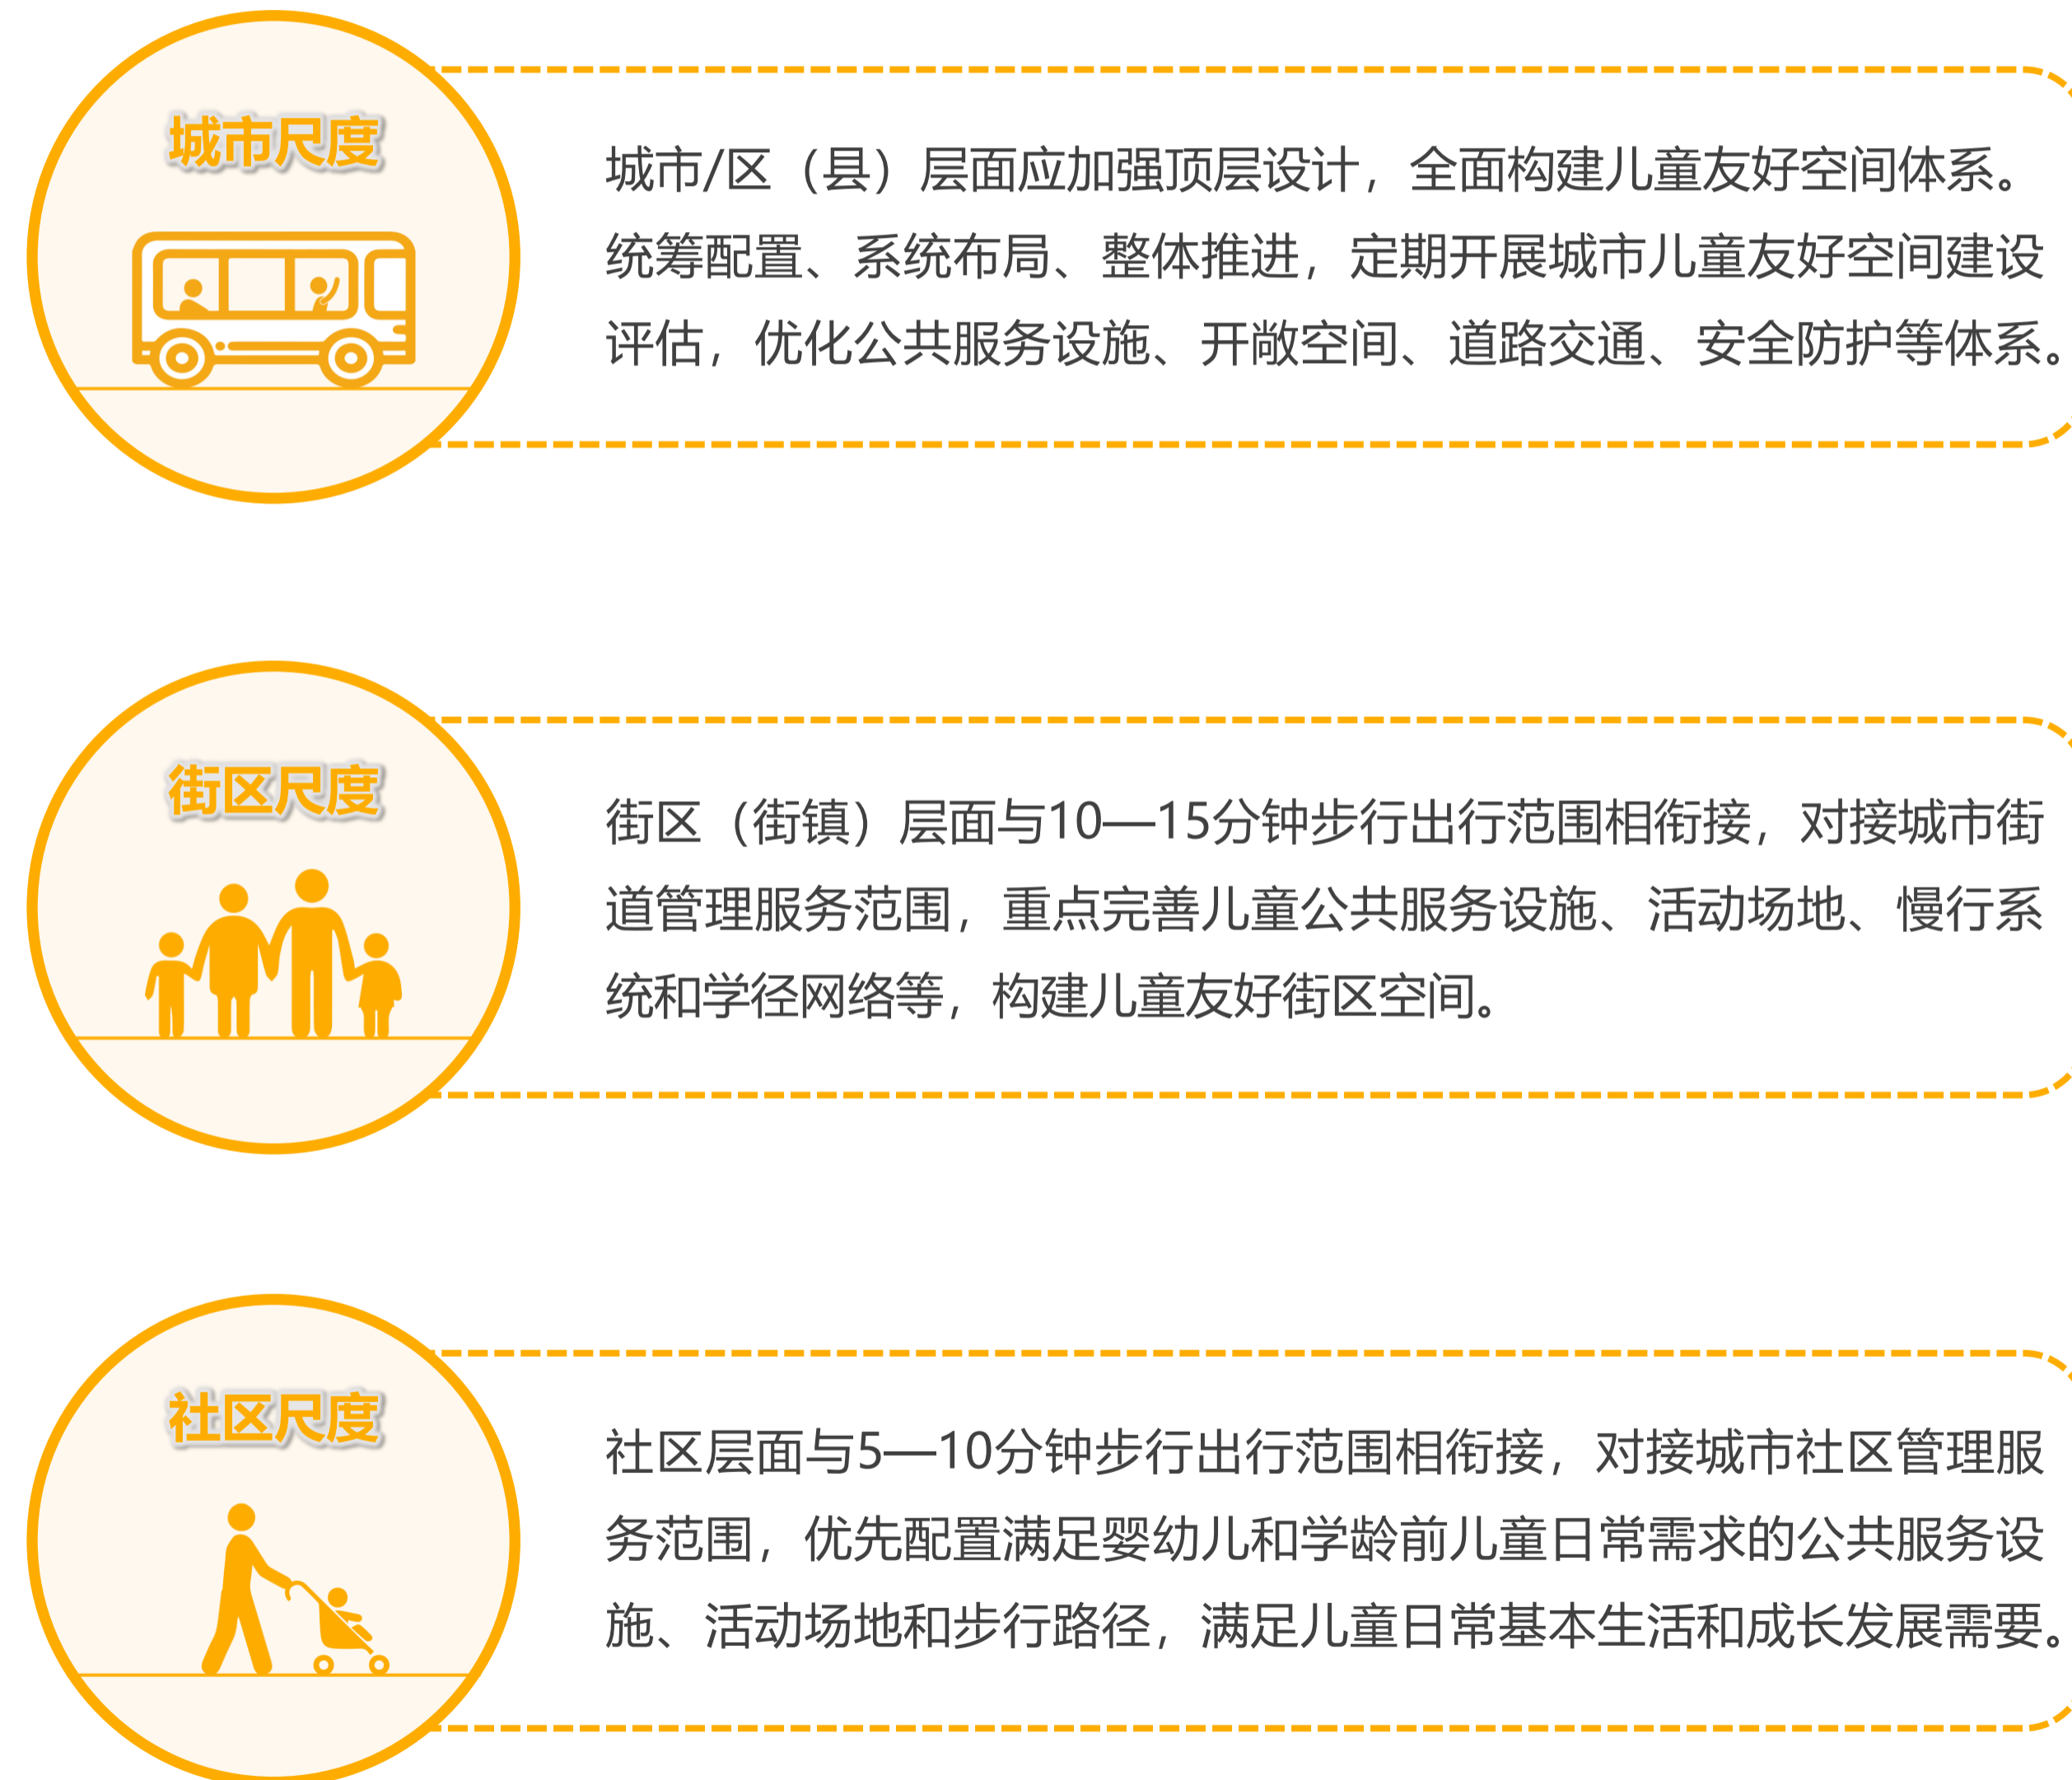 城市尺度
城市/区（县）层面应加强顶层设计，全面构建儿童友好空间体系。
统筹配置、系统布局、整体推进，定期开展城市儿童友好空间建设
评估，优化公共服务设施、开敞空间、道路交通、安全防护等体系。
街区尺度
街区（街镇）层面与10—15分钟步行出行范围相衔接，对接城市街
道管理服务范围，重点完善儿童公共服务设施、活动场地、慢行系
统和学径网络等，构建儿童友好街区空间。
社区尺度
社区层面与5—10分钟步行出行范围相衔接，对接城市社区管理服
务范围，优先配置满足婴幼儿和学龄前儿童日常需求的公共服务设
施、活动场地和步行路径，满足儿童日常基本生活和成长发展需要。